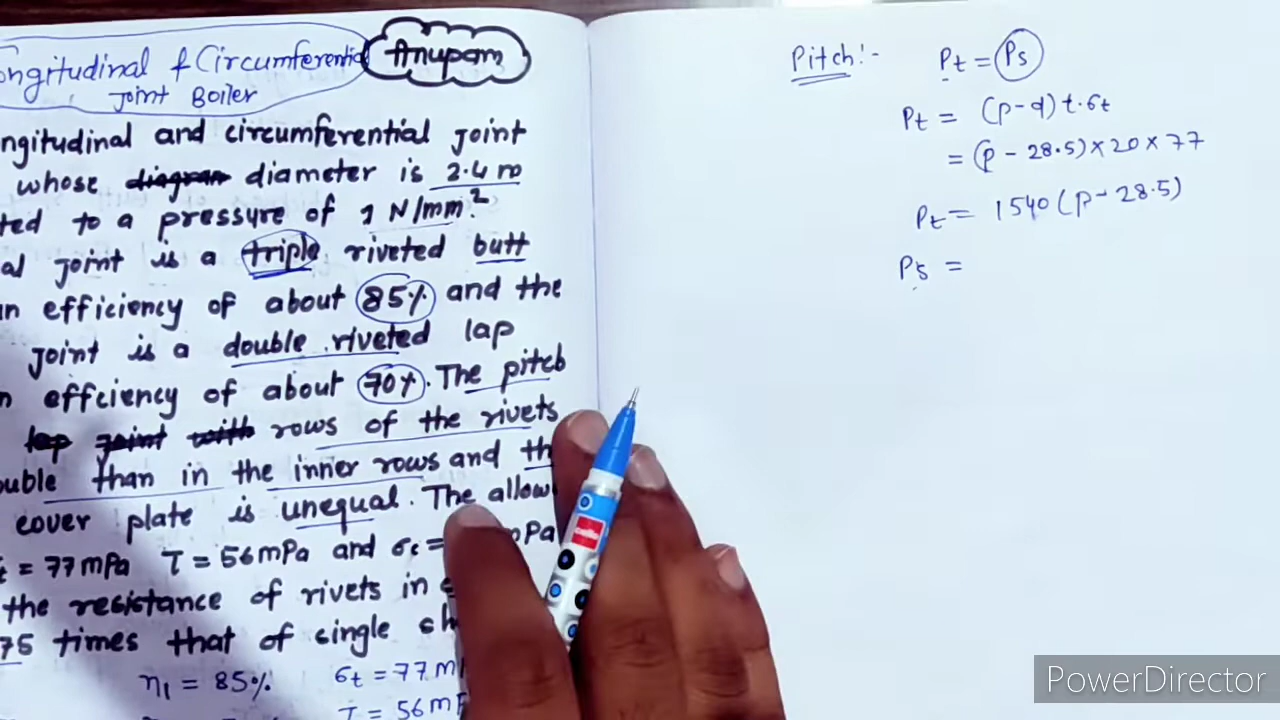 ongitudinal & Circumferential
Joint Boiler
Anupam
ngitudinal and circumferential joint
whose diagram diameter is 2.4 m
ted to a pressure of 1 N/mm².
al joint is a triple riveted butt
an efficiency of about 85% and the
joint is a double riveted lap
n effciency of about 70%. The pitch
lap joint with rows of the rivets
ouble than in the inner rows and th
cover plate is unequal. The allow
t = 77 mPa T = 56 mPa and σc = mPa
the resistance of rivets in
75 times that of single sh
η1 = 85% σt = 77 m
T = 56 m
Pitch:- Pt = Ps
Pt = (p-d) t.σt
= (p - 28.5) × 20 × 77
Pt = 1540 (p - 28.5)
Ps =
PowerDirector